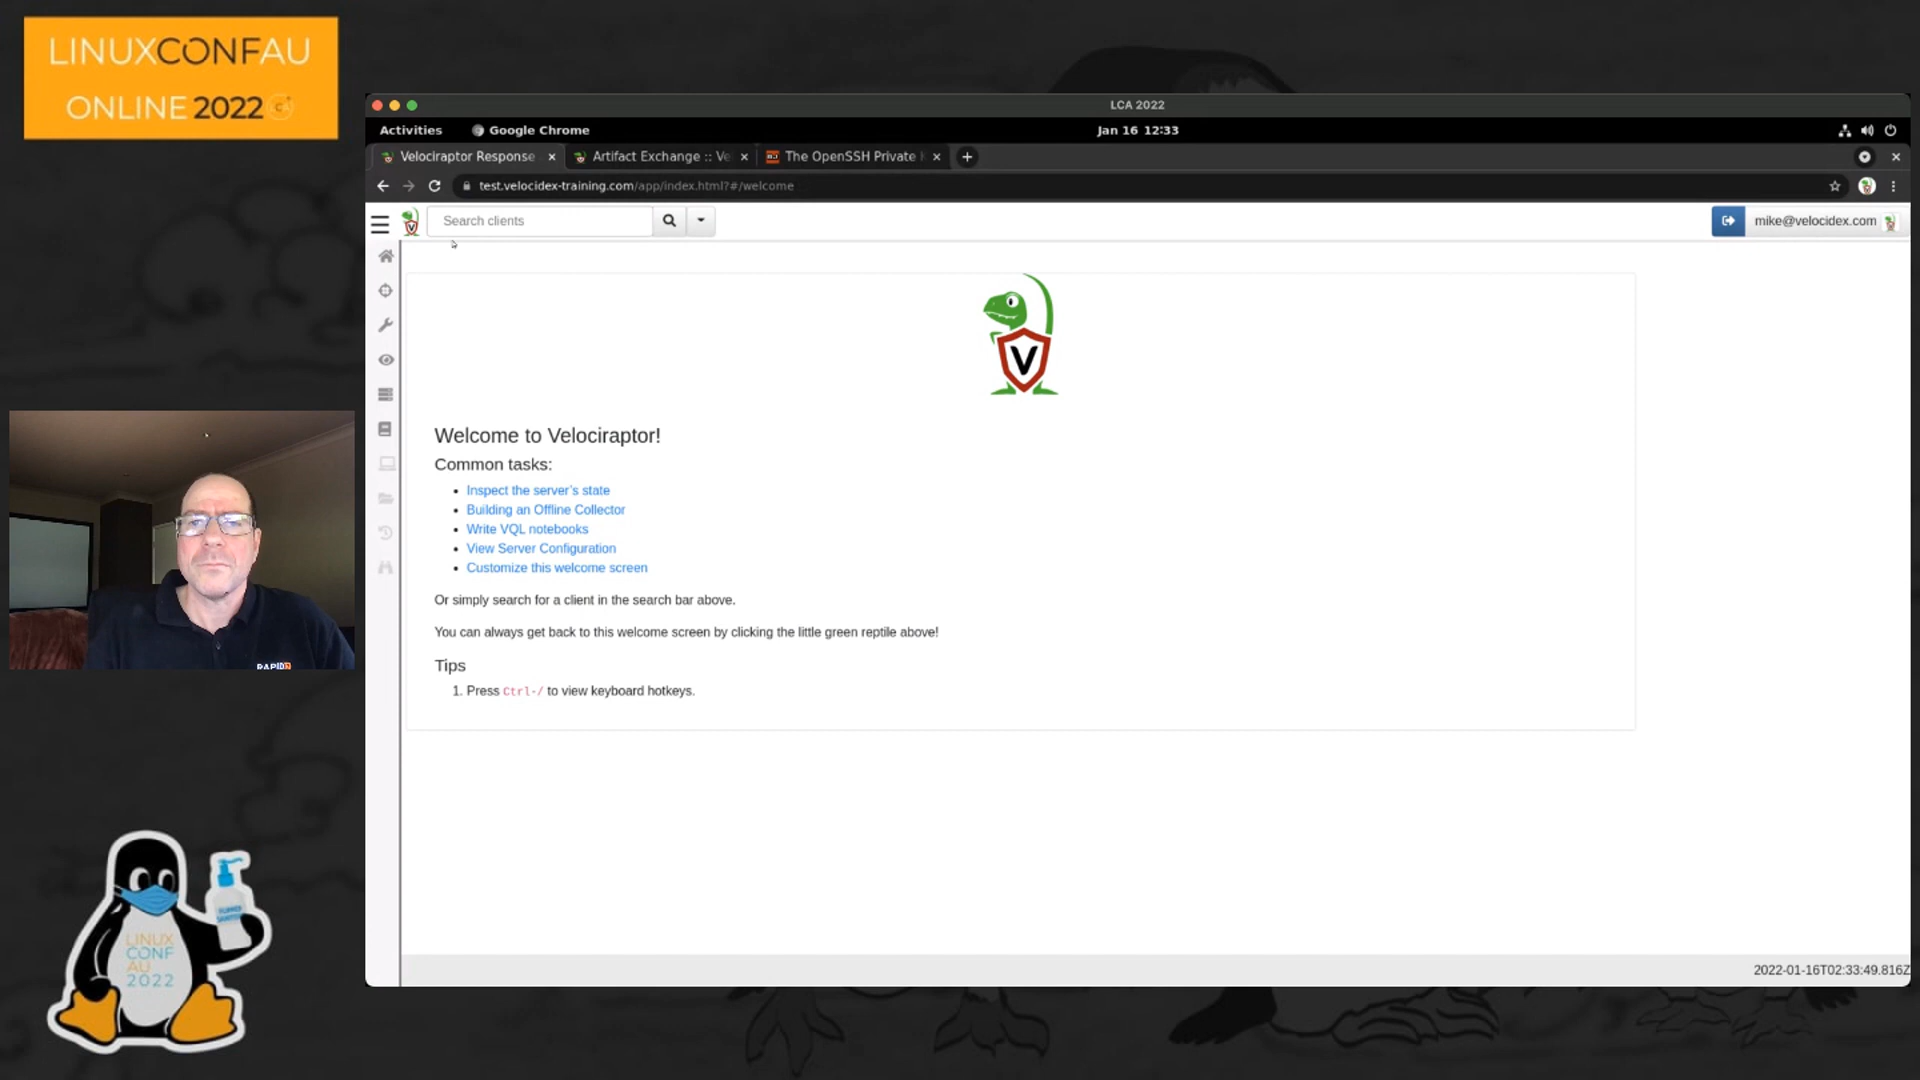 LINUXCONFAU
ONLINE 2022
LCA 2022
Activities
Google Chrome
Jan 16 12:33
Velociraptor Response
Artifact Exchange :: Ve
The OpenSSH Private
test.velocidex-training.com/app/index.html?#/welcome
Search clients
mike@velocidex.com
V
Welcome to Velociraptor!
Common tasks:
Inspect the server's state
Building an Offline Collector
Write VQL notebooks
View Server Configuration
Customize this welcome screen
Or simply search for a client in the search bar above.
You can always get back to this welcome screen by clicking the little green reptile above!
Tips
1. Press Ctrl-/ to view keyboard hotkeys.
LINUX
CONF
AU
2022
2022-01-16T02:33:49.816Z